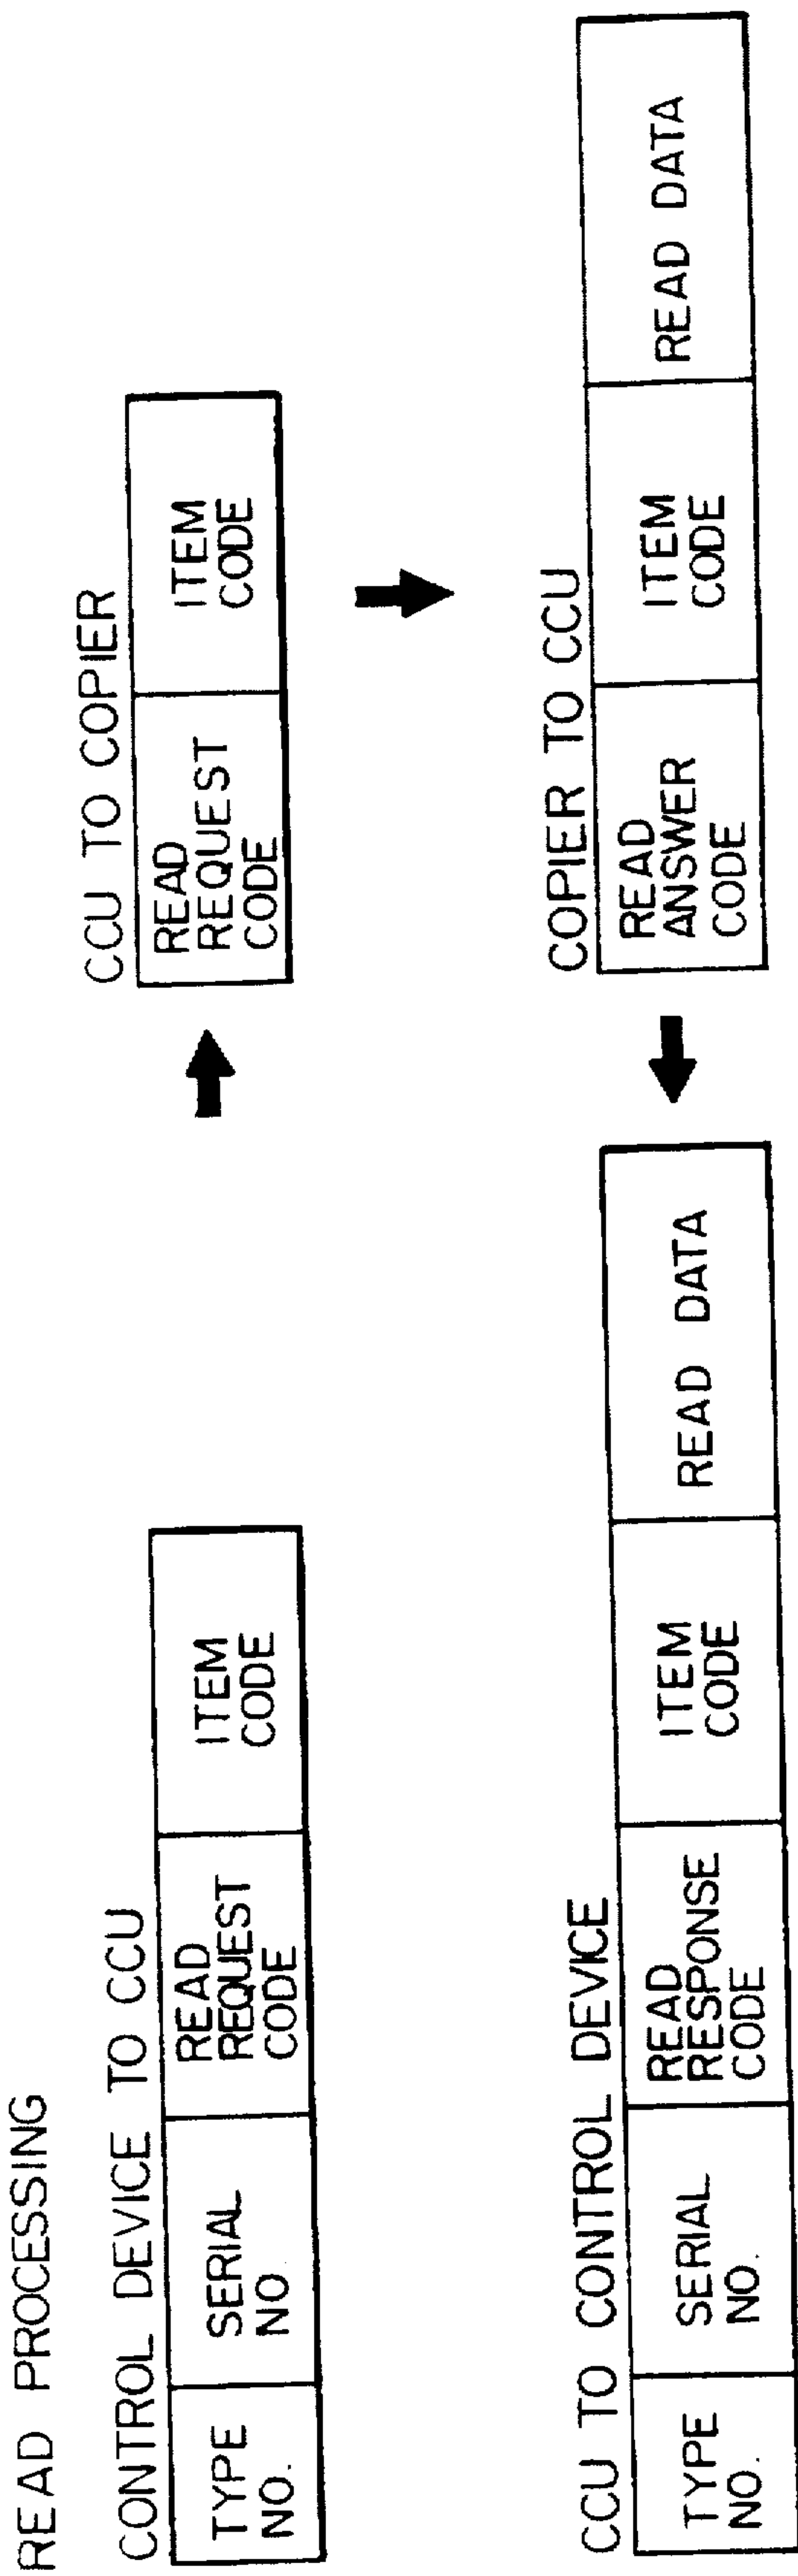 READ PROCESSING
CONTROL DEVICE TO CCU
TYPE
NO.
SERIAL
NO
READ
REQUEST
CODE
ITEM
CODE
CCU TO COPIER
READ
REQUEST
CODE
ITEM
CODE
COPIER TO CCU
READ
ANSWER
CODE
ITEM
CODE
READ DATA
CCU TO CONTROL DEVICE
TYPE
NO.
SERIAL
NO.
READ
RESPONSE
CODE
ITEM
CODE
READ DATA